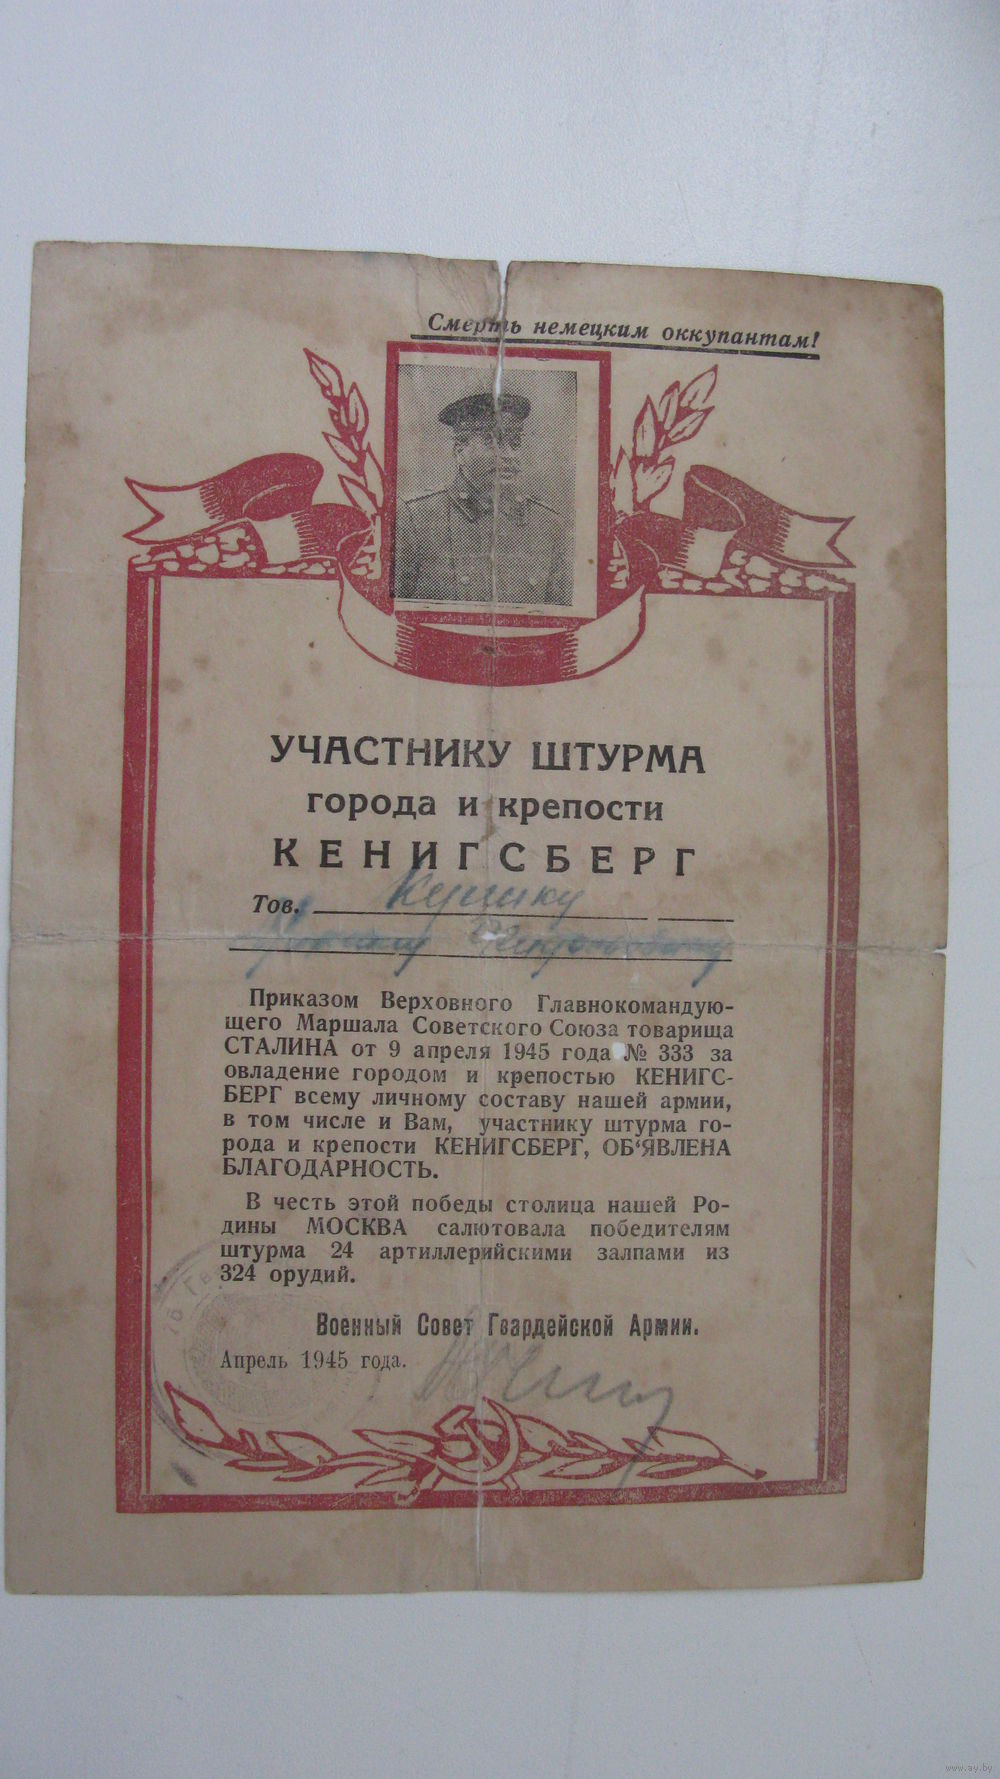 Смерть немецким оккупантам!
УЧАСТНИКУ ШТУРМА
города и крепости
КЕНИГСБЕРГ
Тов.
Приказом Верховного Главнокомандую-
щего Маршала Советского Союза товарища
СТАЛИНА от 9 апреля 1945 года № 333 за
овладение городом и крепостью КЕНИГС-
БЕРГ всему личному составу нашей армии,
в том числе и Вам, участнику штурма го-
рода и крепости КЕНИГСБЕРГ, ОБ‘ЯВЛЕНА
БЛАГОДАРНОСТЬ.
В честь этой победы столица нашей Ро-
дины МОСКВА салютовала победителям
штурма 24 артиллерийскими залпами из
324 орудий.
Военный Совет Гвардейской Армии.
Апрель 1945 года.
www.ay.by